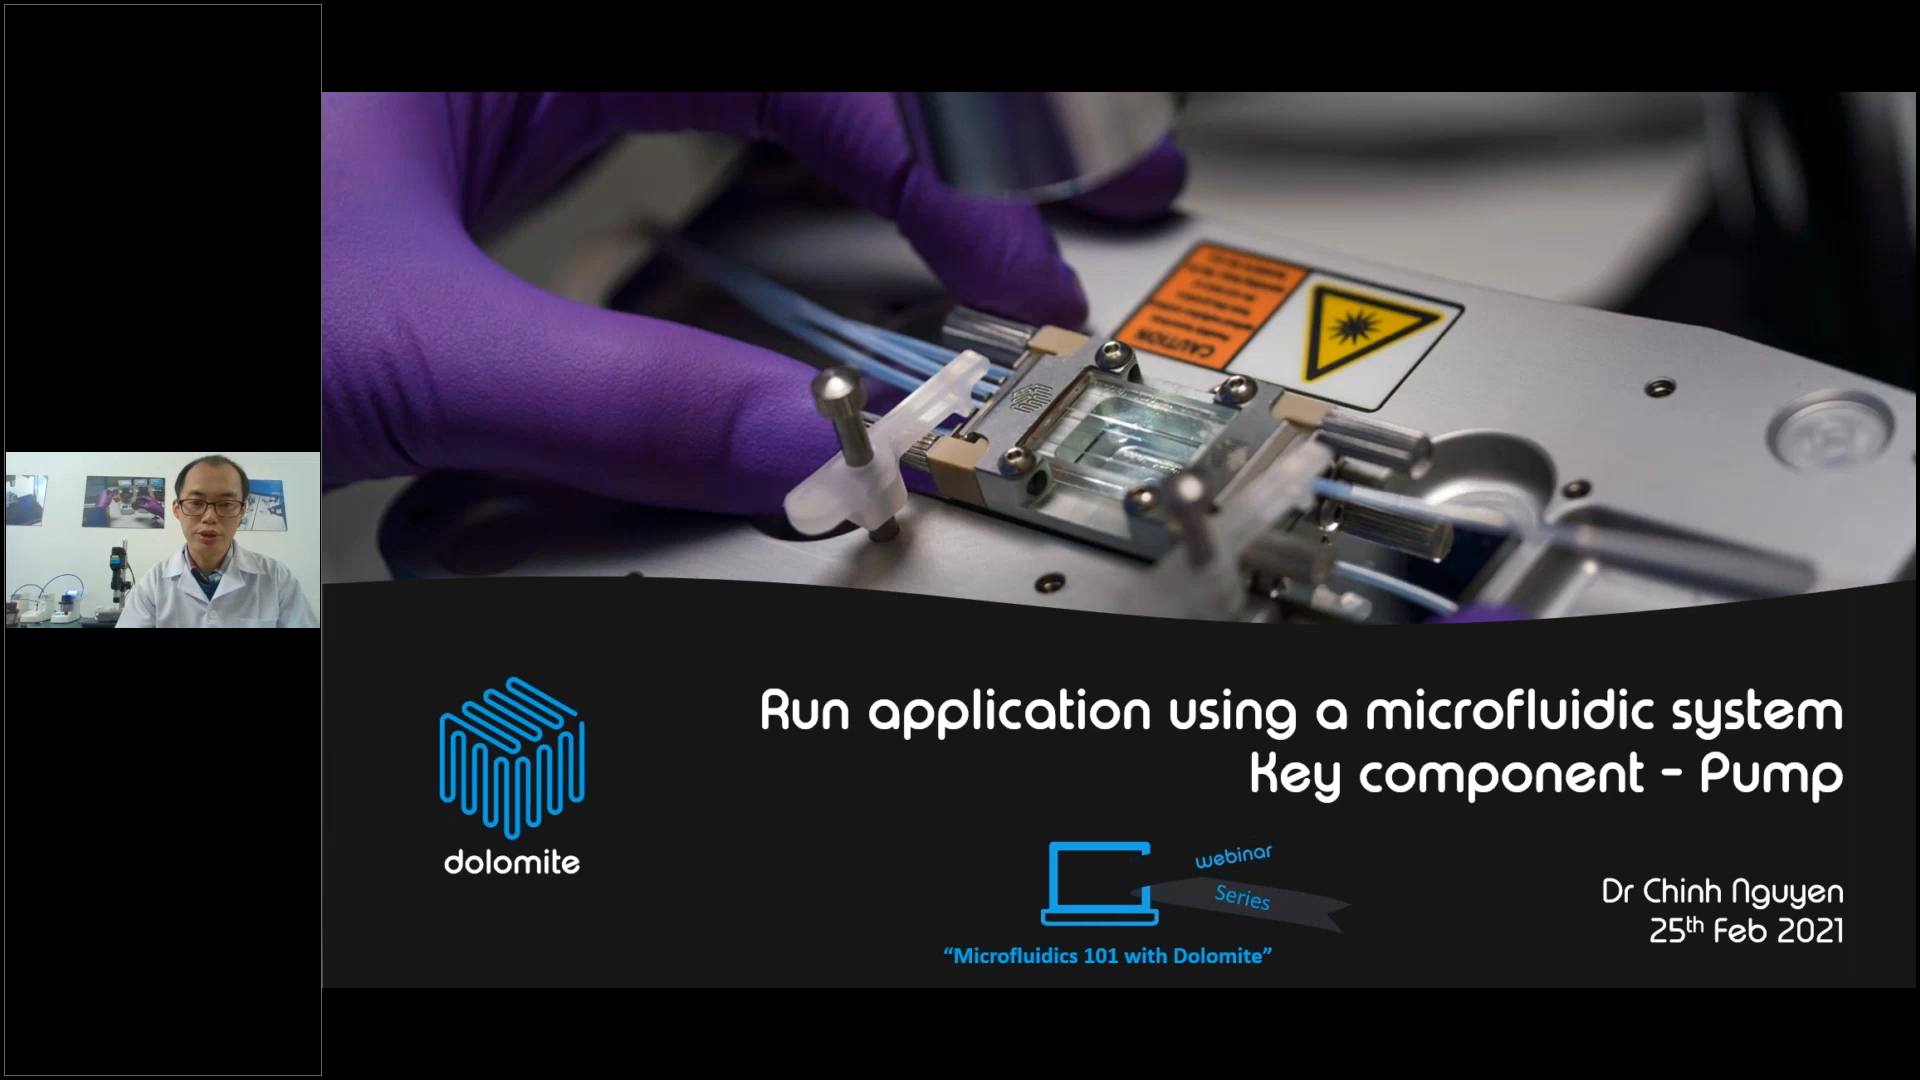 CAUTION
Run application using a microfluidic system
Key component - Pump
dolomite
webinar
Series
“Microfluidics 101 with Dolomite”
Dr Chinh Nguyen
25th Feb 2021